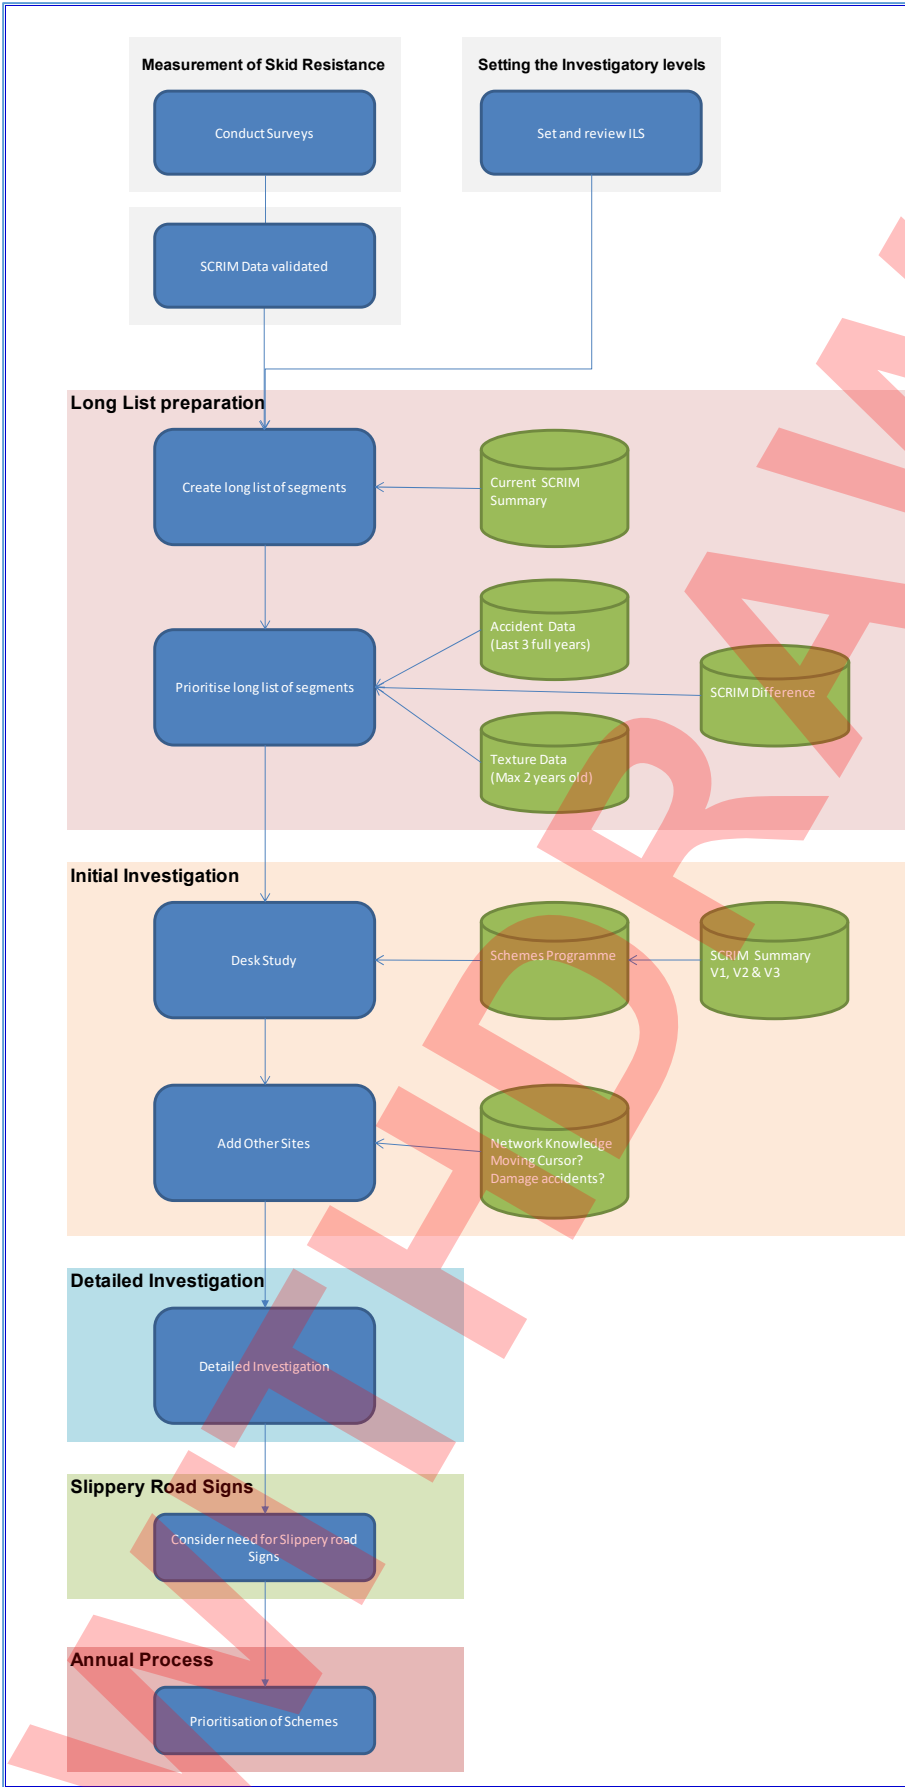 Measurement of Skid Resistance
Setting the Investigatory levels
Conduct Surveys
Set and review ILS
SCRIM Data validated
Long List preparation
Create long list of segments
Current SCRIM
Summary
Accident Data
(Last 3 full years)
Prioritise long list of segments
SCRIM Difference
Texture Data
(Max 2 years old)
Initial Investigation
Desk Study
Schemes Programme
SCRIM Summary
V1, V2 & V3
Add Other Sites
Network Knowledge
Moving Cursor?
Damage accidents?
Detailed Investigation
Detailed Investigation
Slippery Road Signs
Consider need for Slippery road
Signs
Annual Process
Prioritisation of Schemes